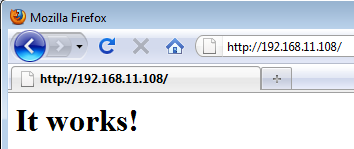 Mozilla Firefox
http://192.168.11.108/
http://192.168.11.108/
It works!